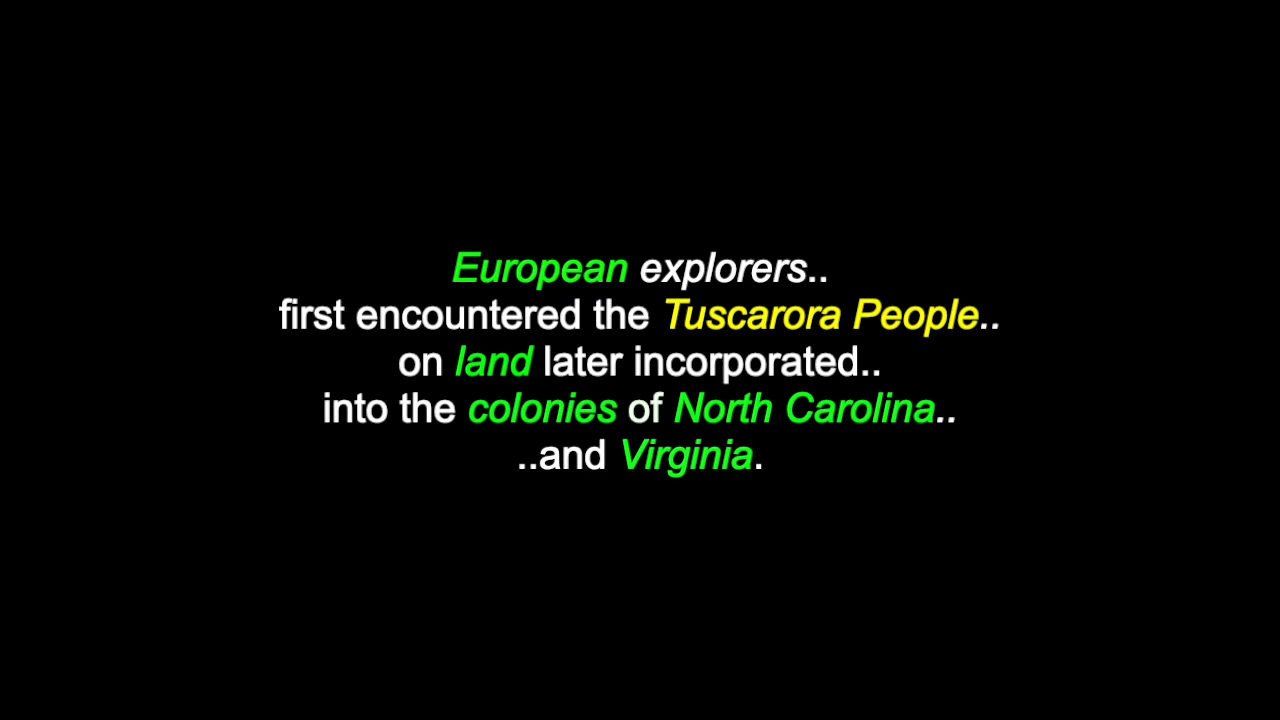 European explorers..
first encountered the Tuscarora People..
on land later incorporated..
into the colonies of North Carolina..
..and Virginia.